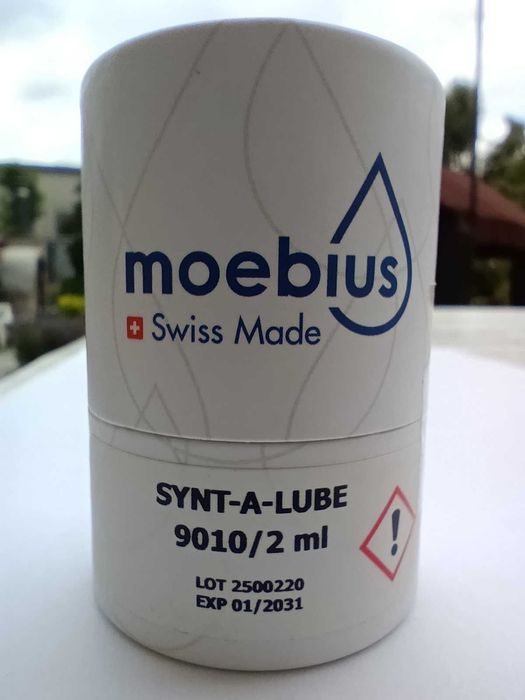 moebius
Swiss Made
SYNT-A-LUBE
9010/2 ml
LOT 2500220
EXP 01/2031